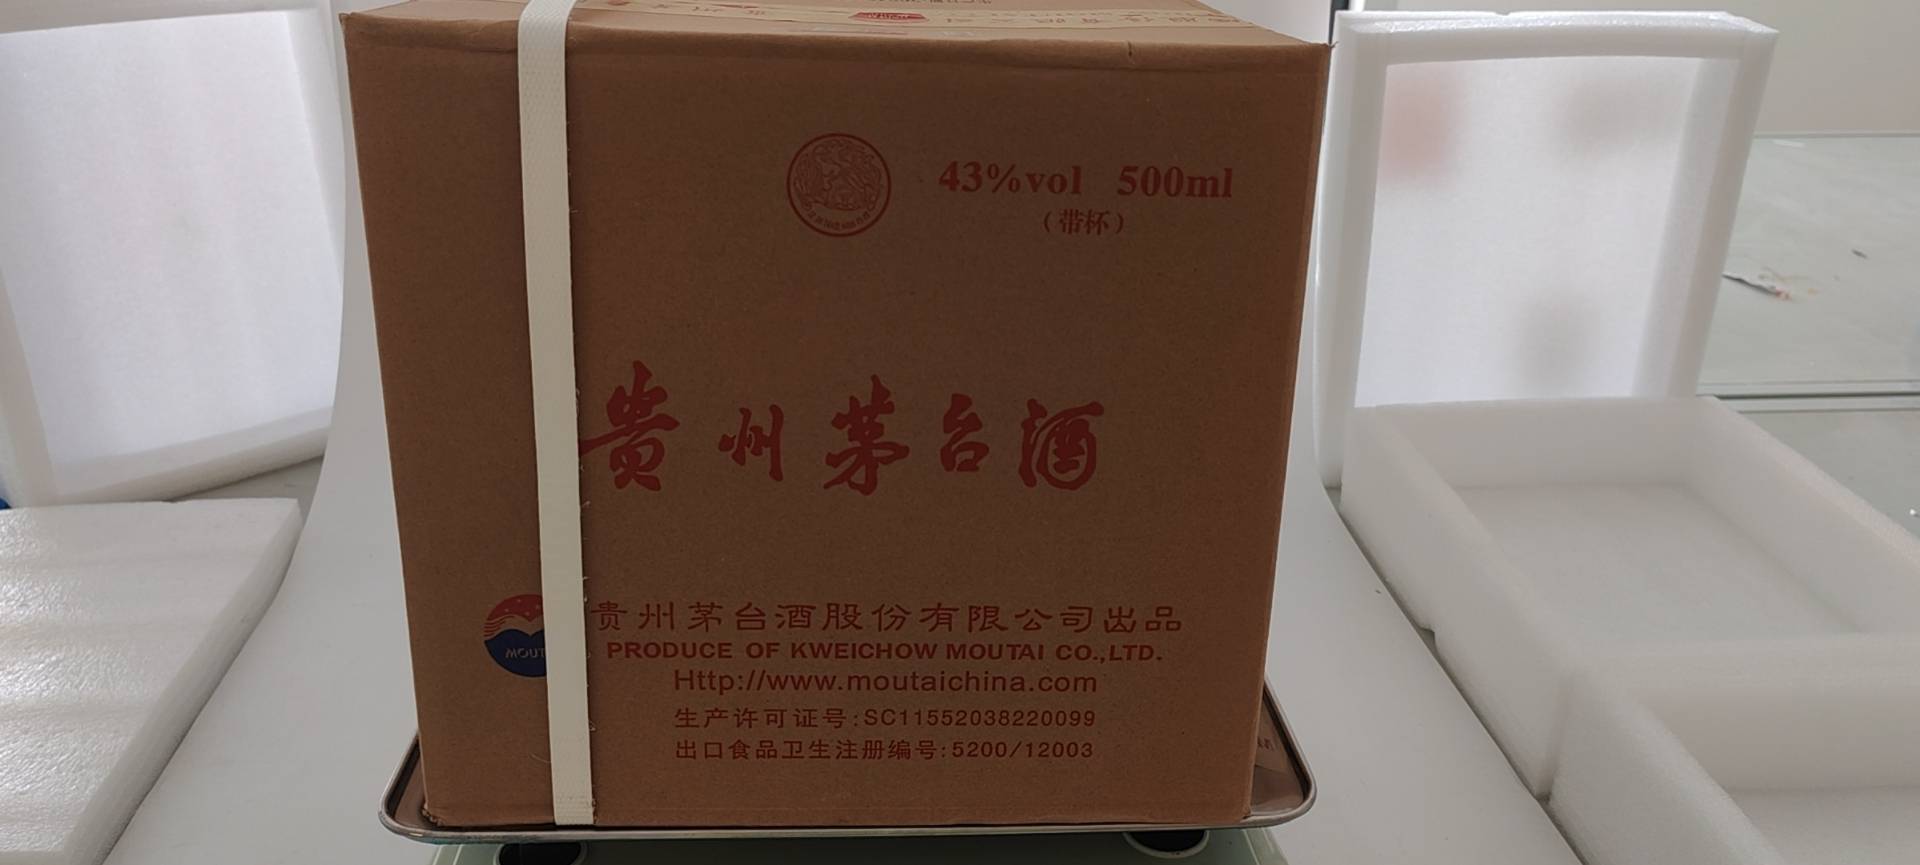 43%vol 500ml
（带杯）
贵州茅台酒
MOUT
贵州茅台酒股份有限公司出品
PRODUCE OF KWEICHOW MOUTAI CO.,LTD.
Http://www.moutaichina.com
生产许可证号:SC11552038220099
出口食品卫生注册编号:5200/12003